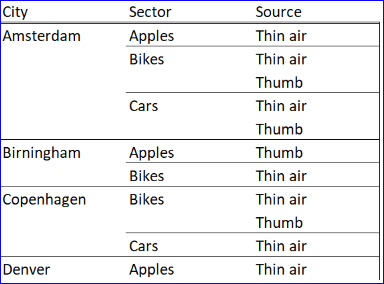 City Sector Source
Amsterdam Apples Thin air
Bikes Thin air
Thumb
Cars Thin air
Thumb
Birningham Apples Thumb
Bikes Thin air
Copenhagen Bikes Thin air
Thumb
Cars Thin air
Denver Apples Thin air